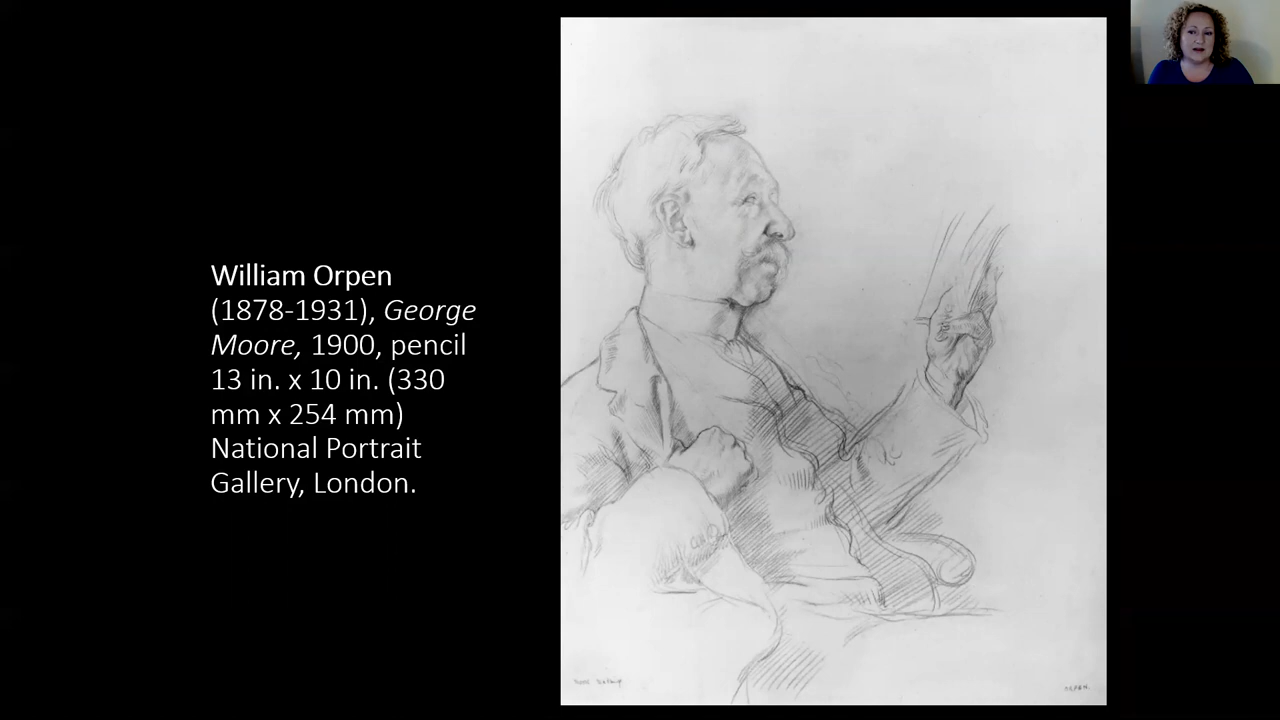 William Orpen
(1878-1931), George
Moore, 1900, pencil
13 in. x 10 in. (330
mm x 254 mm)
National Portrait
Gallery, London.
ORPEN